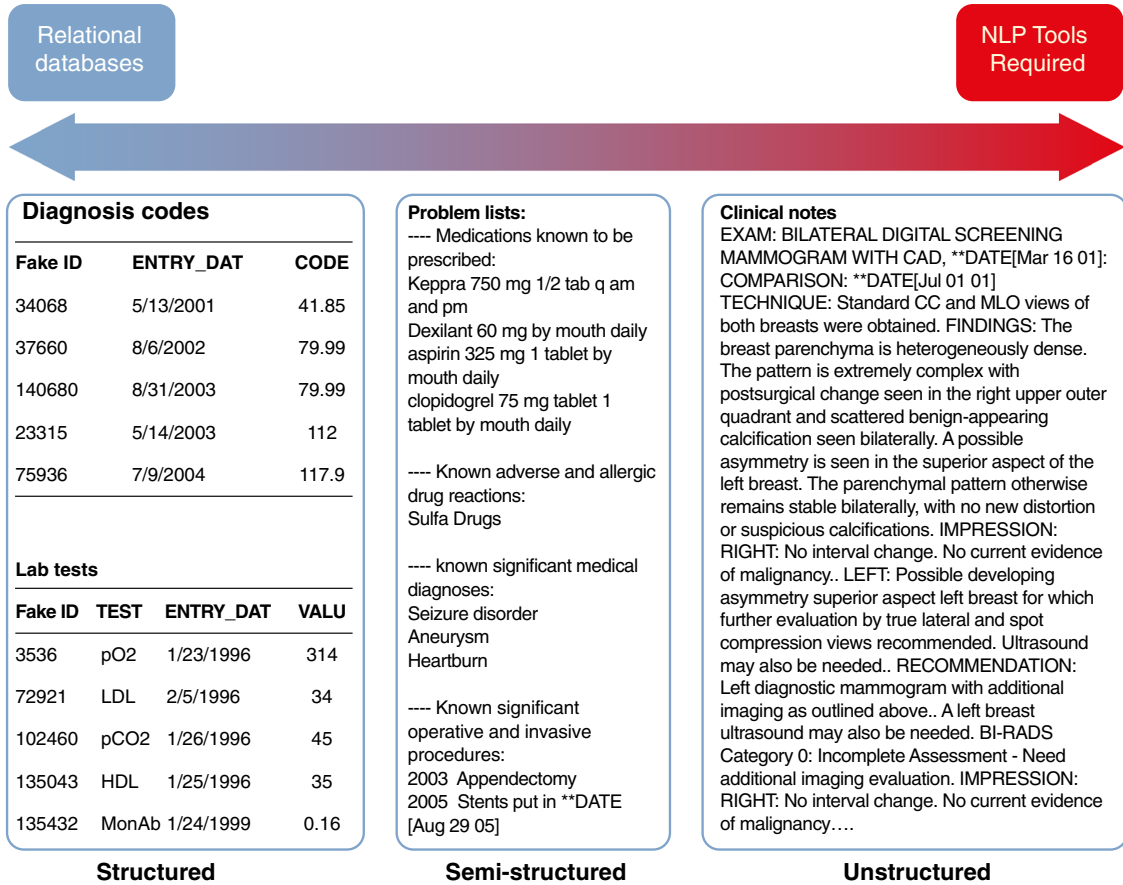 Relational
databases
NLP Tools
Required
Diagnosis codes
Fake ID ENTRY_DAT CODE
34068 5/13/2001 41.85
37660 8/6/2002 79.99
140680 8/31/2003 79.99
23315 5/14/2003 112
75936 7/9/2004 117.9
Lab tests
Fake ID TEST ENTRY_DAT VALU
3536 pO2 1/23/1996 314
72921 LDL 2/5/1996 34
102460 pCO2 1/26/1996 45
135043 HDL 1/25/1996 35
135432 MonAb 1/24/1999 0.16
Structured
Problem lists:
---- Medications known to be
prescribed:
Keppra 750 mg 1/2 tab q am
and pm
Dexilant 60 mg by mouth daily
aspirin 325 mg 1 tablet by
mouth daily
clopidogrel 75 mg tablet 1
tablet by mouth daily
---- Known adverse and allergic
drug reactions:
Sulfa Drugs
---- known significant medical
diagnoses:
Seizure disorder
Aneurysm
Heartburn
---- Known significant
operative and invasive
procedures:
2003 Appendectomy
2005 Stents put in **DATE
[Aug 29 05]
Semi-structured
Clinical notes
EXAM: BILATERAL DIGITAL SCREENING
MAMMOGRAM WITH CAD, **DATE[Mar 16 01]:
COMPARISON: **DATE[Jul 01 01]
TECHNIQUE: Standard CC and MLO views of
both breasts were obtained. FINDINGS: The
breast parenchyma is heterogeneously dense.
The pattern is extremely complex with
postsurgical change seen in the right upper outer
quadrant and scattered benign-appearing
calcification seen bilaterally. A possible
asymmetry is seen in the superior aspect of the
left breast. The parenchymal pattern otherwise
remains stable bilaterally, with no new distortion
or suspicious calcifications. IMPRESSION:
RIGHT: No interval change. No current evidence
of malignancy.. LEFT: Possible developing
asymmetry superior aspect left breast for which
further evaluation by true lateral and spot
compression views recommended. Ultrasound
may also be needed.. RECOMMENDATION:
Left diagnostic mammogram with additional
imaging as outlined above.. A left breast
ultrasound may also be needed. BI-RADS
Category 0: Incomplete Assessment - Need
additional imaging evaluation. IMPRESSION:
RIGHT: No interval change. No current evidence
of malignancy….
Unstructured